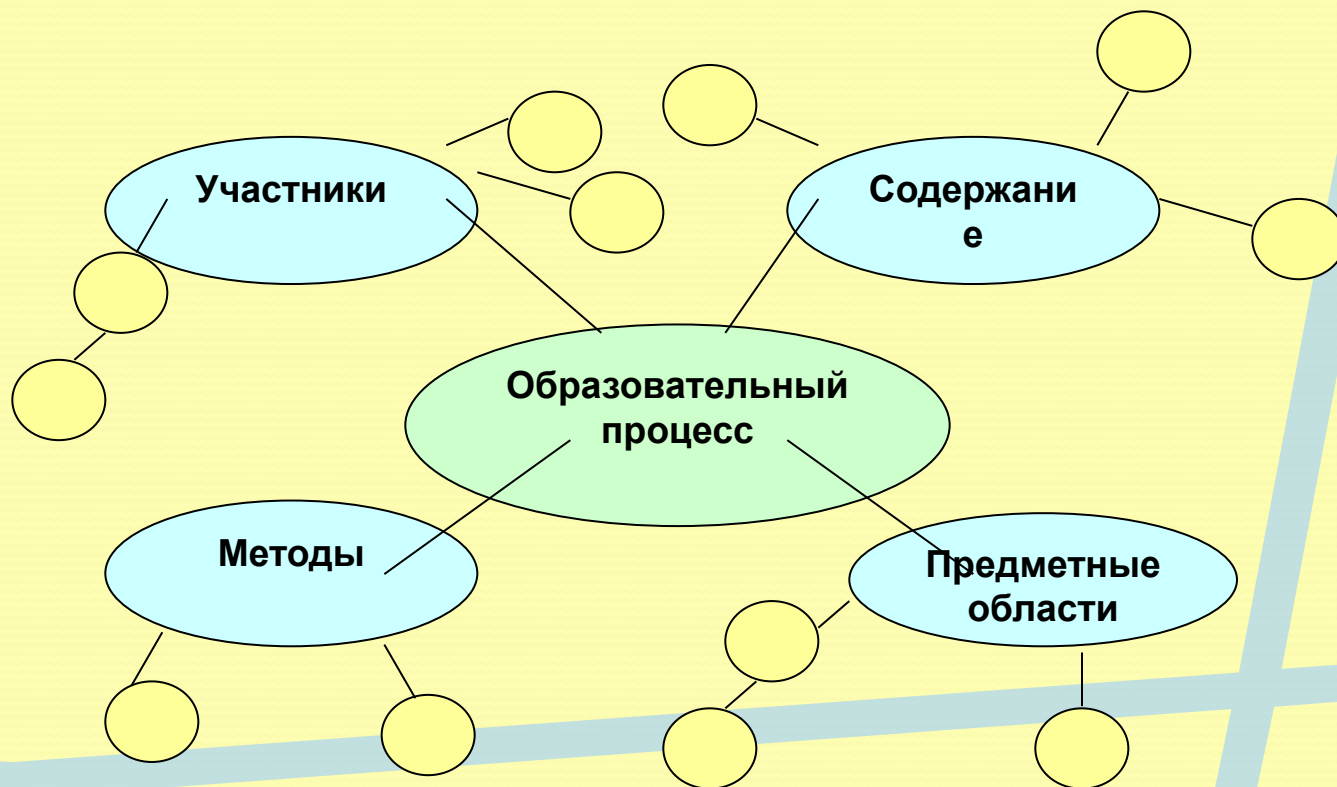 Участники
Содержани
е
Образовательный
процесс
Методы
Предметные
области